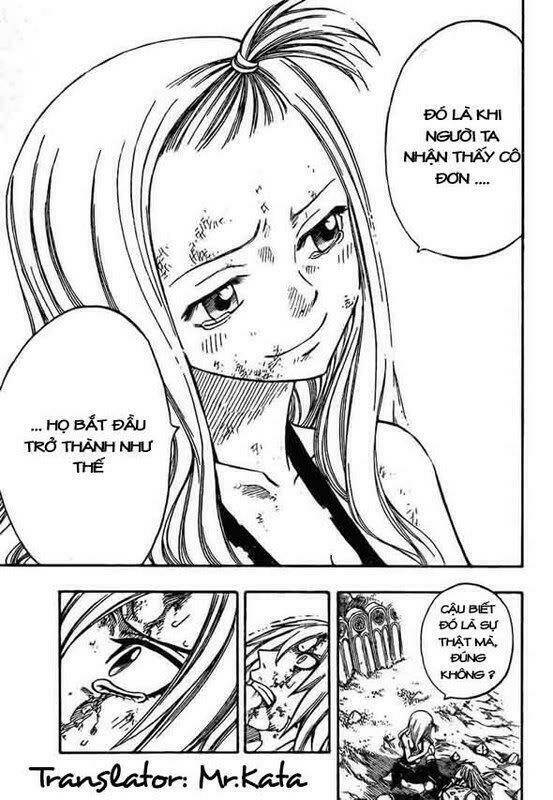 ĐÓ LÀ KHI
NGƯỜI TA
NHẬN THẤY CÔ
ĐƠN ....
... HỌ BẮT ĐẦU
TRỞ THÀNH NHƯ
THẾ
CẬU BIẾT
ĐÓ LÀ SỰ
THẬT MÀ,
ĐÚNG
KHÔNG ?
Translator: Mr.Kata